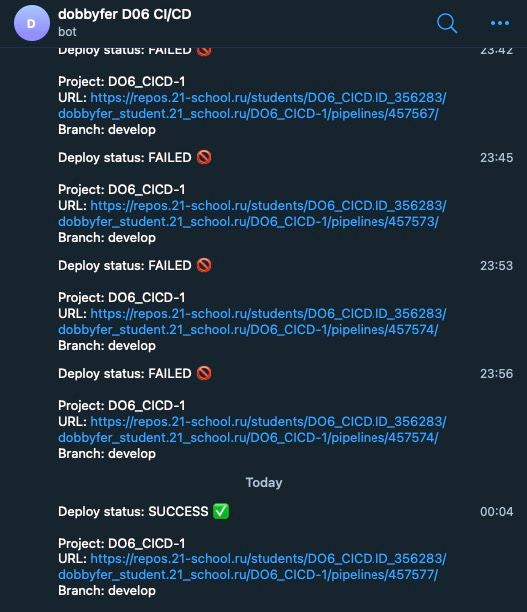 D
dobbyfer D06 CI/CD
bot
Deploy status: FAILED 🚫 23:42
Project: DO6_CICD-1
URL: https://repos.21-school.ru/students/DO6_CICD.ID_356283/
dobbyfer_student.21_school.ru/DO6_CICD-1/pipelines/457567/
Branch: develop
Deploy status: FAILED 🚫 23:45
Project: DO6_CICD-1
URL: https://repos.21-school.ru/students/DO6_CICD.ID_356283/
dobbyfer_student.21_school.ru/DO6_CICD-1/pipelines/457573/
Branch: develop
Deploy status: FAILED 🚫 23:53
Project: DO6_CICD-1
URL: https://repos.21-school.ru/students/DO6_CICD.ID_356283/
dobbyfer_student.21_school.ru/DO6_CICD-1/pipelines/457574/
Branch: develop
Deploy status: FAILED 🚫 23:56
Project: DO6_CICD-1
URL: https://repos.21-school.ru/students/DO6_CICD.ID_356283/
dobbyfer_student.21_school.ru/DO6_CICD-1/pipelines/457574/
Branch: develop
Today
Deploy status: SUCCESS ✅ 00:04
Project: DO6_CICD-1
URL: https://repos.21-school.ru/students/DO6_CICD.ID_356283/
dobbyfer_student.21_school.ru/DO6_CICD-1/pipelines/457577/
Branch: develop